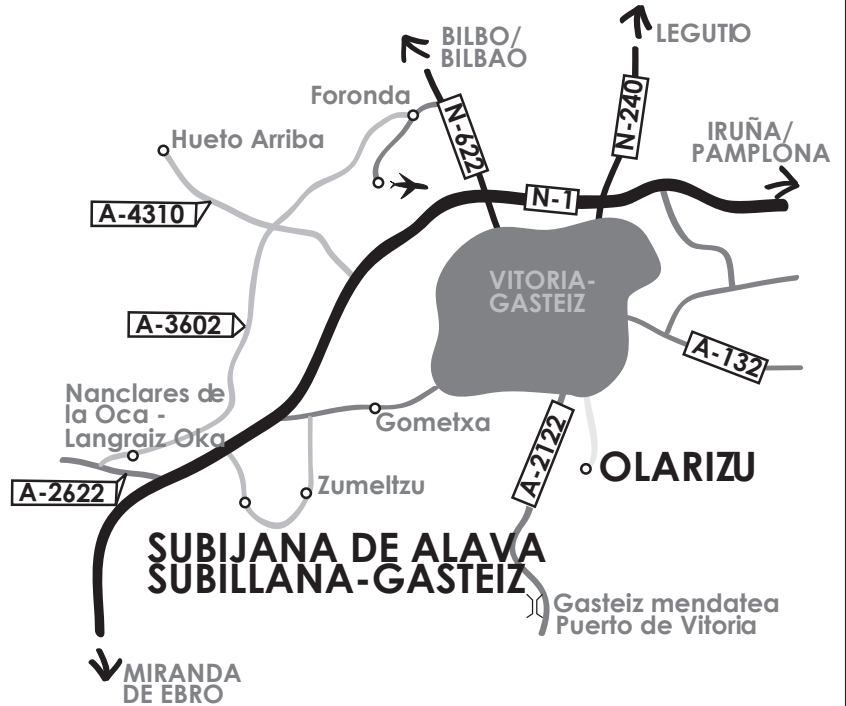 BILBO/
BILBAO
LEGUTIO
Foronda
N-622
N-240
Hueto Arriba
IRUÑA/
PAMPLONA
A-4310
N-1
VITORIA-
GASTEIZ
A-3602
A-132
Nanclares de
la Oca -
Langraiz Oka
Gometxa
A-2122
OLARIZU
A-2622
Zumeltzu
SUBIJANA DE ALAVA
SUBILLANA-GASTEIZ
Gasteiz mendatea
Puerto de Vitoria
MIRANDA
DE EBRO